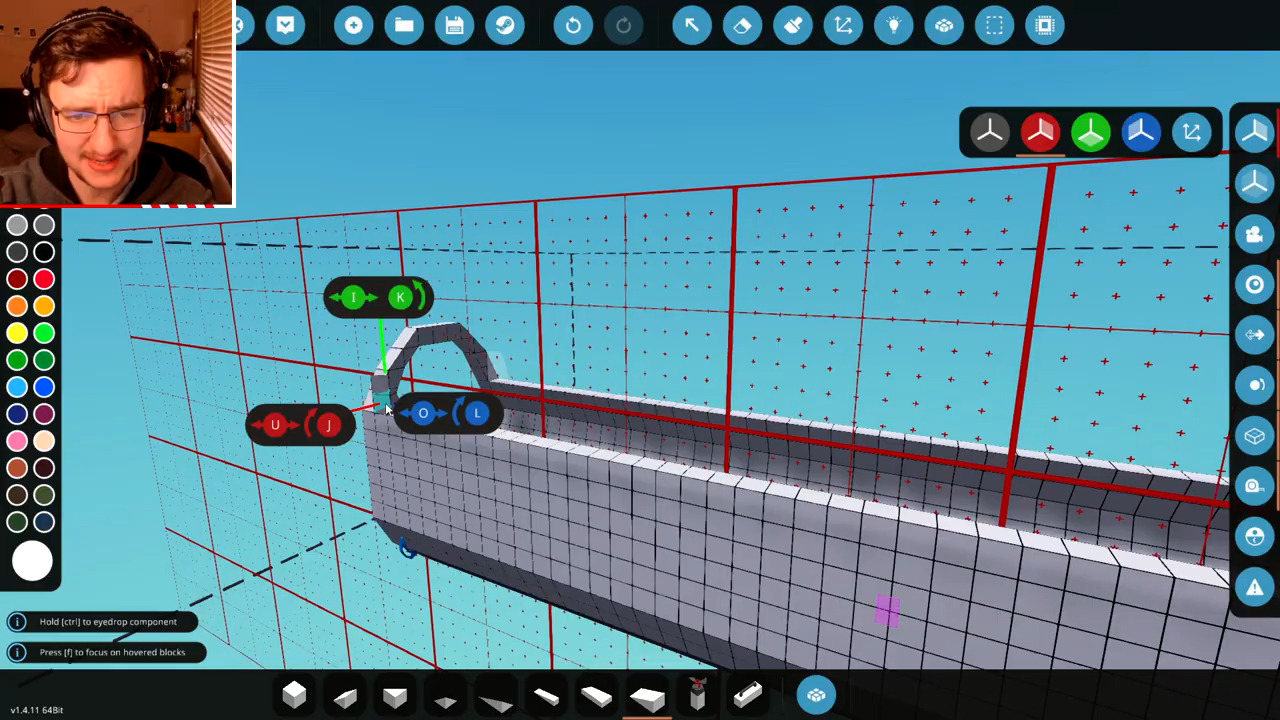 I K
U J
O L
Hold [ctrl] to eyedrop component
Press [f] to focus on hovered blocks
v1.4.11 64Bit